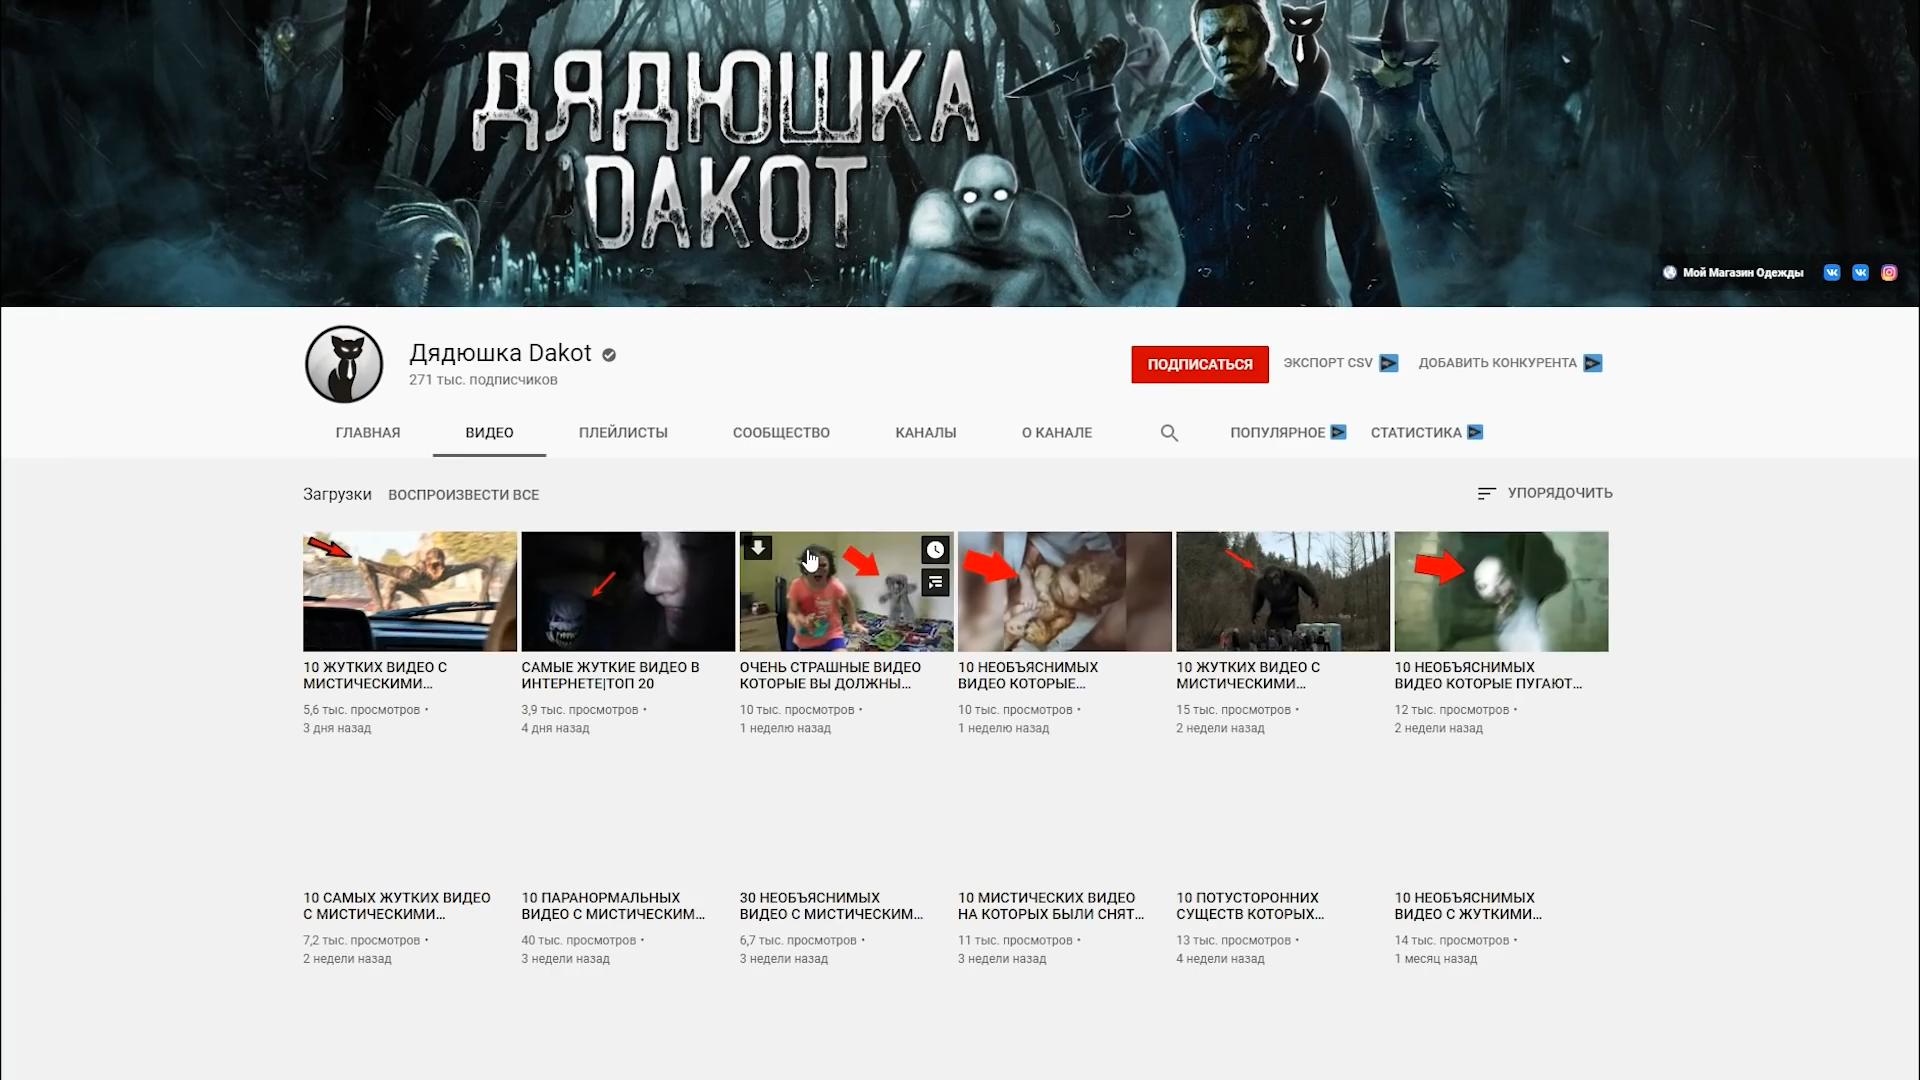 ДЯДЮШКА
DAKOT
Мой Магазин Одежды
Дядюшка Dakot
271 тыс. подписчиков
ПОДПИСАТЬСЯ
ЭКСПОРТ CSV
ДОБАВИТЬ КОНКУРЕНТА
ГЛАВНАЯ
ВИДЕО
ПЛЕЙЛИСТЫ
СООБЩЕСТВО
КАНАЛЫ
О КАНАЛЕ
ПОПУЛЯРНОЕ
СТАТИСТИКА
Загрузки
ВОСПРОИЗВЕСТИ ВСЕ
УПОРЯДОЧИТЬ
10 ЖУТКИХ ВИДЕО С
МИСТИЧЕСКИМИ...
5,6 тыс. просмотров •
3 дня назад
САМЫЕ ЖУТКИЕ ВИДЕО В
ИНТЕРНЕТЕ|ТОП 20
3,9 тыс. просмотров •
4 дня назад
ОЧЕНЬ СТРАШНЫЕ ВИДЕО
КОТОРЫЕ ВЫ ДОЛЖНЫ...
10 тыс. просмотров •
1 неделю назад
10 НЕОБЪЯСНИМЫХ
ВИДЕО КОТОРЫЕ...
10 тыс. просмотров •
1 неделю назад
10 ЖУТКИХ ВИДЕО С
МИСТИЧЕСКИМИ...
15 тыс. просмотров •
2 недели назад
10 НЕОБЪЯСНИМЫХ
ВИДЕО КОТОРЫЕ ПУГАЮТ...
12 тыс. просмотров •
2 недели назад
10 САМЫХ ЖУТКИХ ВИДЕО
С МИСТИЧЕСКИМИ...
7,2 тыс. просмотров •
2 недели назад
10 ПАРАНОРМАЛЬНЫХ
ВИДЕО С МИСТИЧЕСКИМ...
40 тыс. просмотров •
3 недели назад
30 НЕОБЪЯСНИМЫХ
ВИДЕО С МИСТИЧЕСКИМ...
6,7 тыс. просмотров •
3 недели назад
10 МИСТИЧЕСКИХ ВИДЕО
НА КОТОРЫХ БЫЛИ СНЯТ...
11 тыс. просмотров •
3 недели назад
10 ПОТУСТОРОННИХ
СУЩЕСТВ КОТОРЫХ...
13 тыс. просмотров •
4 недели назад
10 НЕОБЪЯСНИМЫХ
ВИДЕО С ЖУТКИМИ...
14 тыс. просмотров •
1 месяц назад